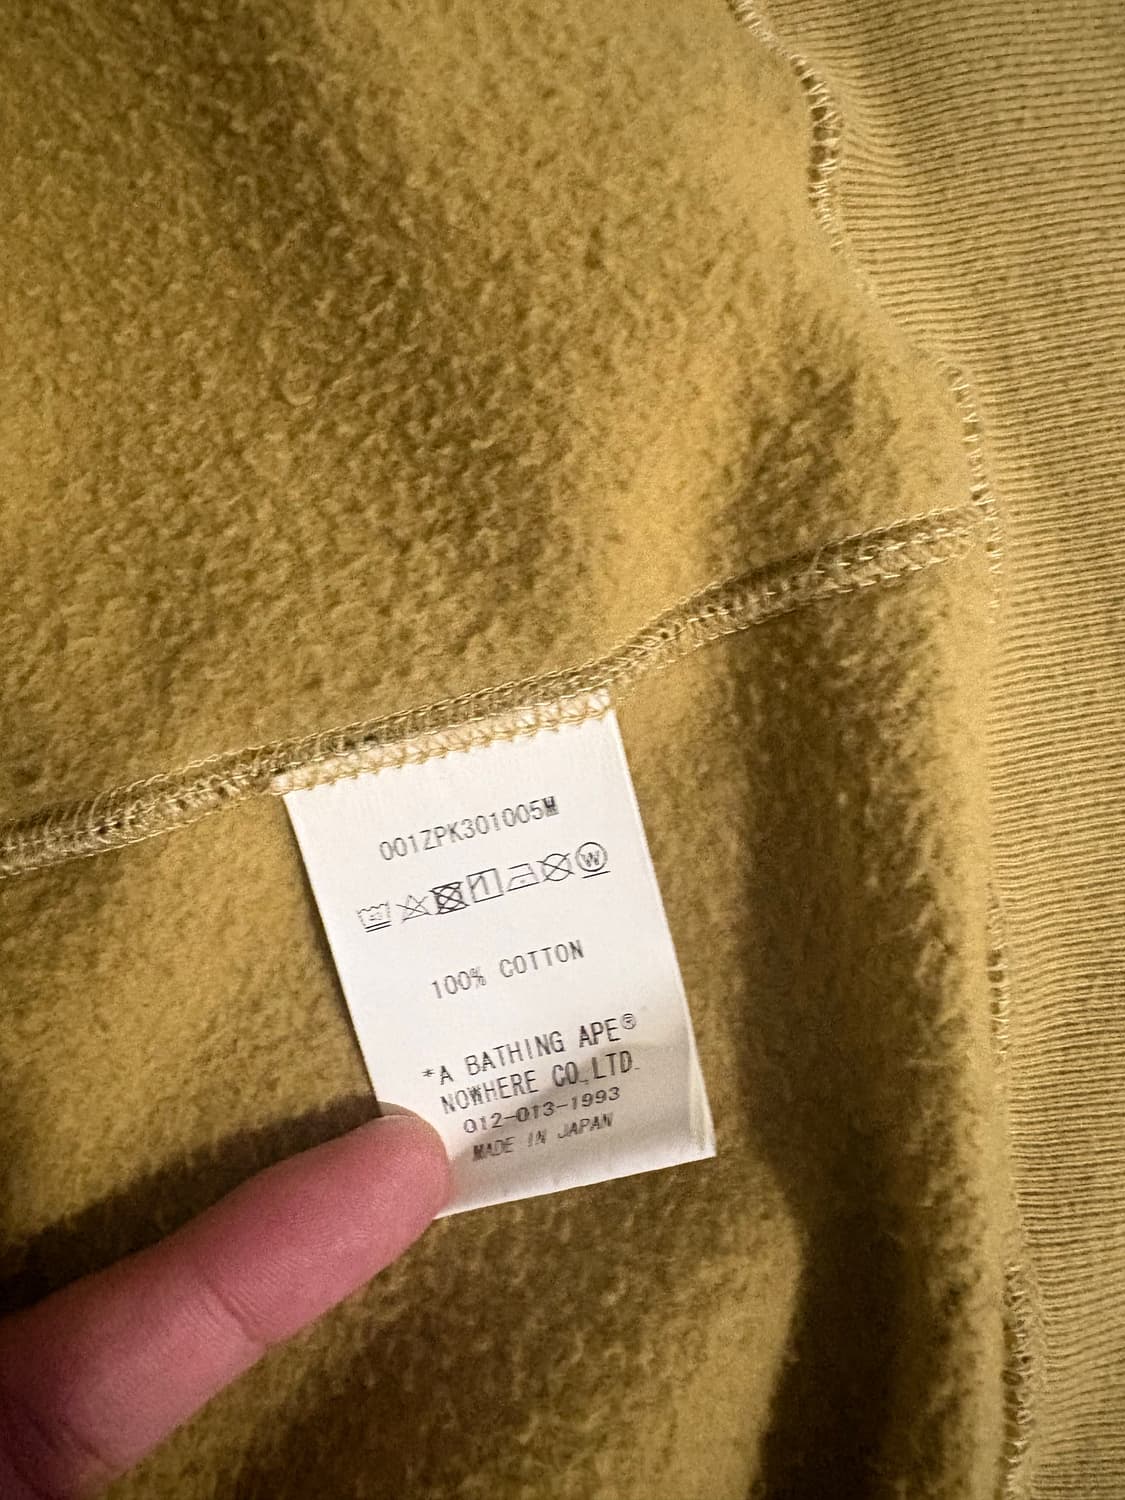 001ZPK301005M
W
100% COTTON
*A BATHING APE®
NOWHERE CO.,LTD.
012-013-1993
MADE IN JAPAN